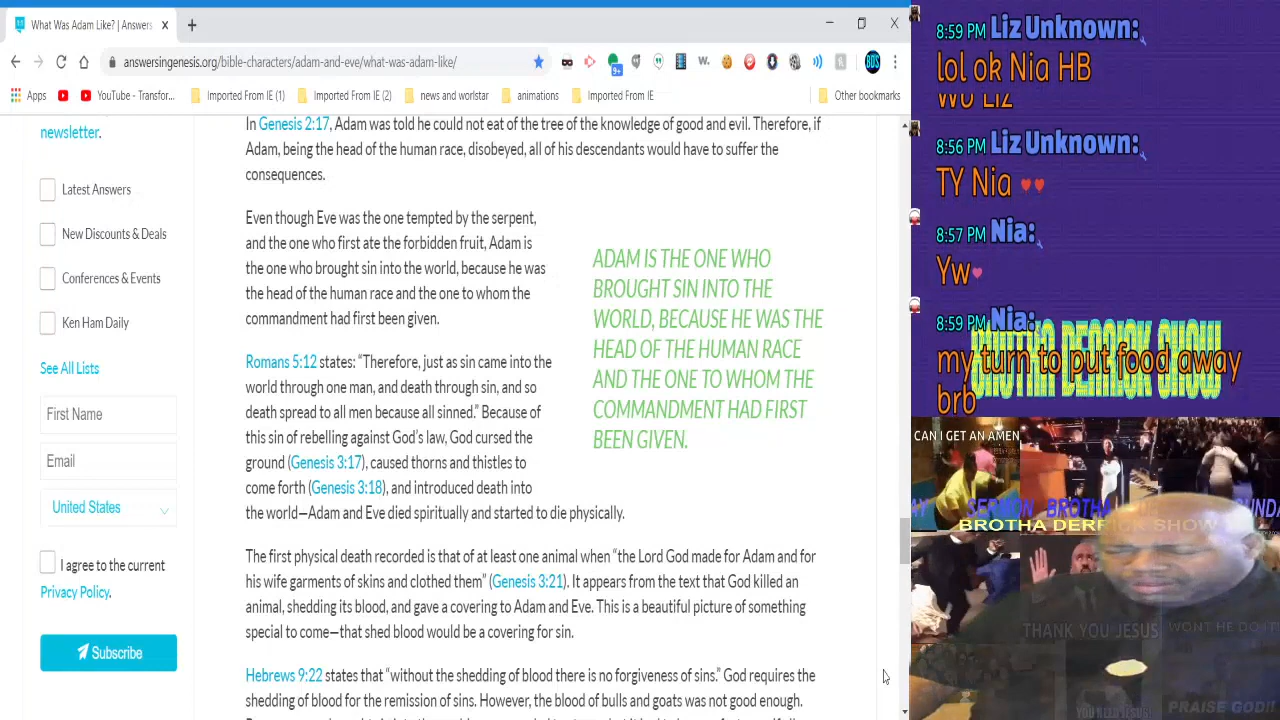 What Was Adam Like? | Answers
answersingenesis.org/bible-characters/adam-and-eve/what-was-adam-like/
9+
W.
BDS
Apps
YouTube - Transfor...
Imported From IE (1)
Imported From IE (2)
news and worlstar
animations
Imported From IE
Other bookmarks
newsletter.
Latest Answers
New Discounts & Deals
Conferences & Events
Ken Ham Daily
See All Lists
First Name
Email
United States
I agree to the current
Privacy Policy.
Subscribe
In Genesis 2:17, Adam was told he could not eat of the tree of the knowledge of good and evil. Therefore, if
Adam, being the head of the human race, disobeyed, all of his descendants would have to suffer the
consequences.
Even though Eve was the one tempted by the serpent,
and the one who first ate the forbidden fruit, Adam is
the one who brought sin into the world, because he was
the head of the human race and the one to whom the
commandment had first been given.
ADAM IS THE ONE WHO
BROUGHT SIN INTO THE
WORLD, BECAUSE HE WAS THE
HEAD OF THE HUMAN RACE
AND THE ONE TO WHOM THE
COMMANDMENT HAD FIRST
BEEN GIVEN.
Romans 5:12 states: “Therefore, just as sin came into the
world through one man, and death through sin, and so
death spread to all men because all sinned.” Because of
this sin of rebelling against God’s law, God cursed the
ground (Genesis 3:17), caused thorns and thistles to
come forth (Genesis 3:18), and introduced death into
the world—Adam and Eve died spiritually and started to die physically.
The first physical death recorded is that of at least one animal when “the Lord God made for Adam and for
his wife garments of skins and clothed them” (Genesis 3:21). It appears from the text that God killed an
animal, shedding its blood, and gave a covering to Adam and Eve. This is a beautiful picture of something
special to come—that shed blood would be a covering for sin.
Hebrews 9:22 states that “without the shedding of blood there is no forgiveness of sins.” God requires the
shedding of blood for the remission of sins. However, the blood of bulls and goats was not good enough.
8:59 PM Liz Unknown:
lol ok Nia HB
WU LIZ
8:56 PM Liz Unknown:
TY Nia
8:57 PM Nia:
Yw
8:59 PM Nia:
my turn to put food away
brb
BROTHA DERRICK SHOW
CAN I GET AN AMEN
SERMON BROTHA
BROTHA DERRICK SHOW
THANK YOU JESUS
WONT HE DO IT
YOU NEED JESUS!
PRAISE GOD!!